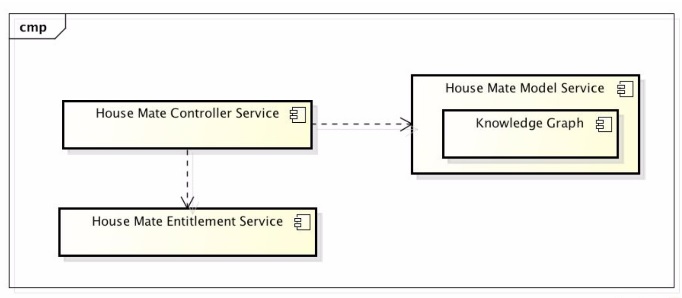 cmp
House Mate Controller Service
House Mate Model Service
Knowledge Graph
House Mate Entitlement Service